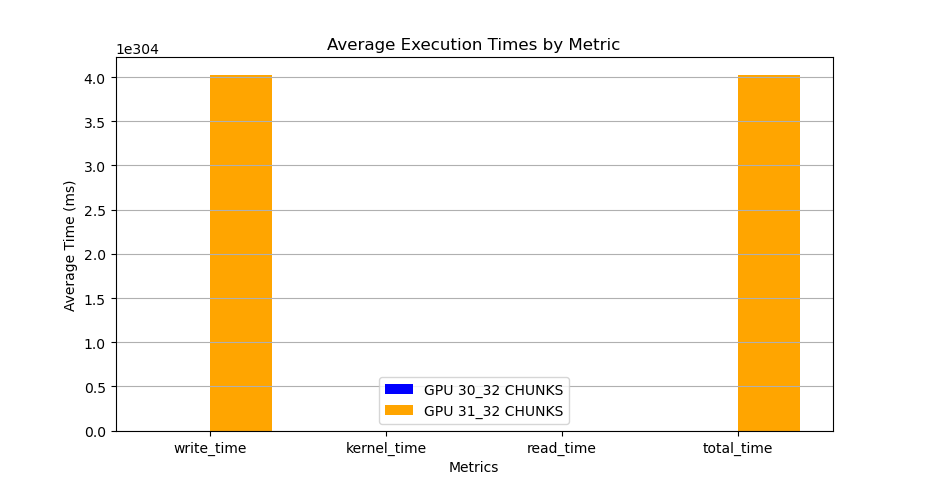 Average Execution Times by Metric
1e304
4.0
3.5
3.0
2.5
2.0
1.5
1.0
0.5
0.0
Average Time (ms)
GPU 30_32 CHUNKS
GPU 31_32 CHUNKS
write_time kernel_time read_time total_time
Metrics